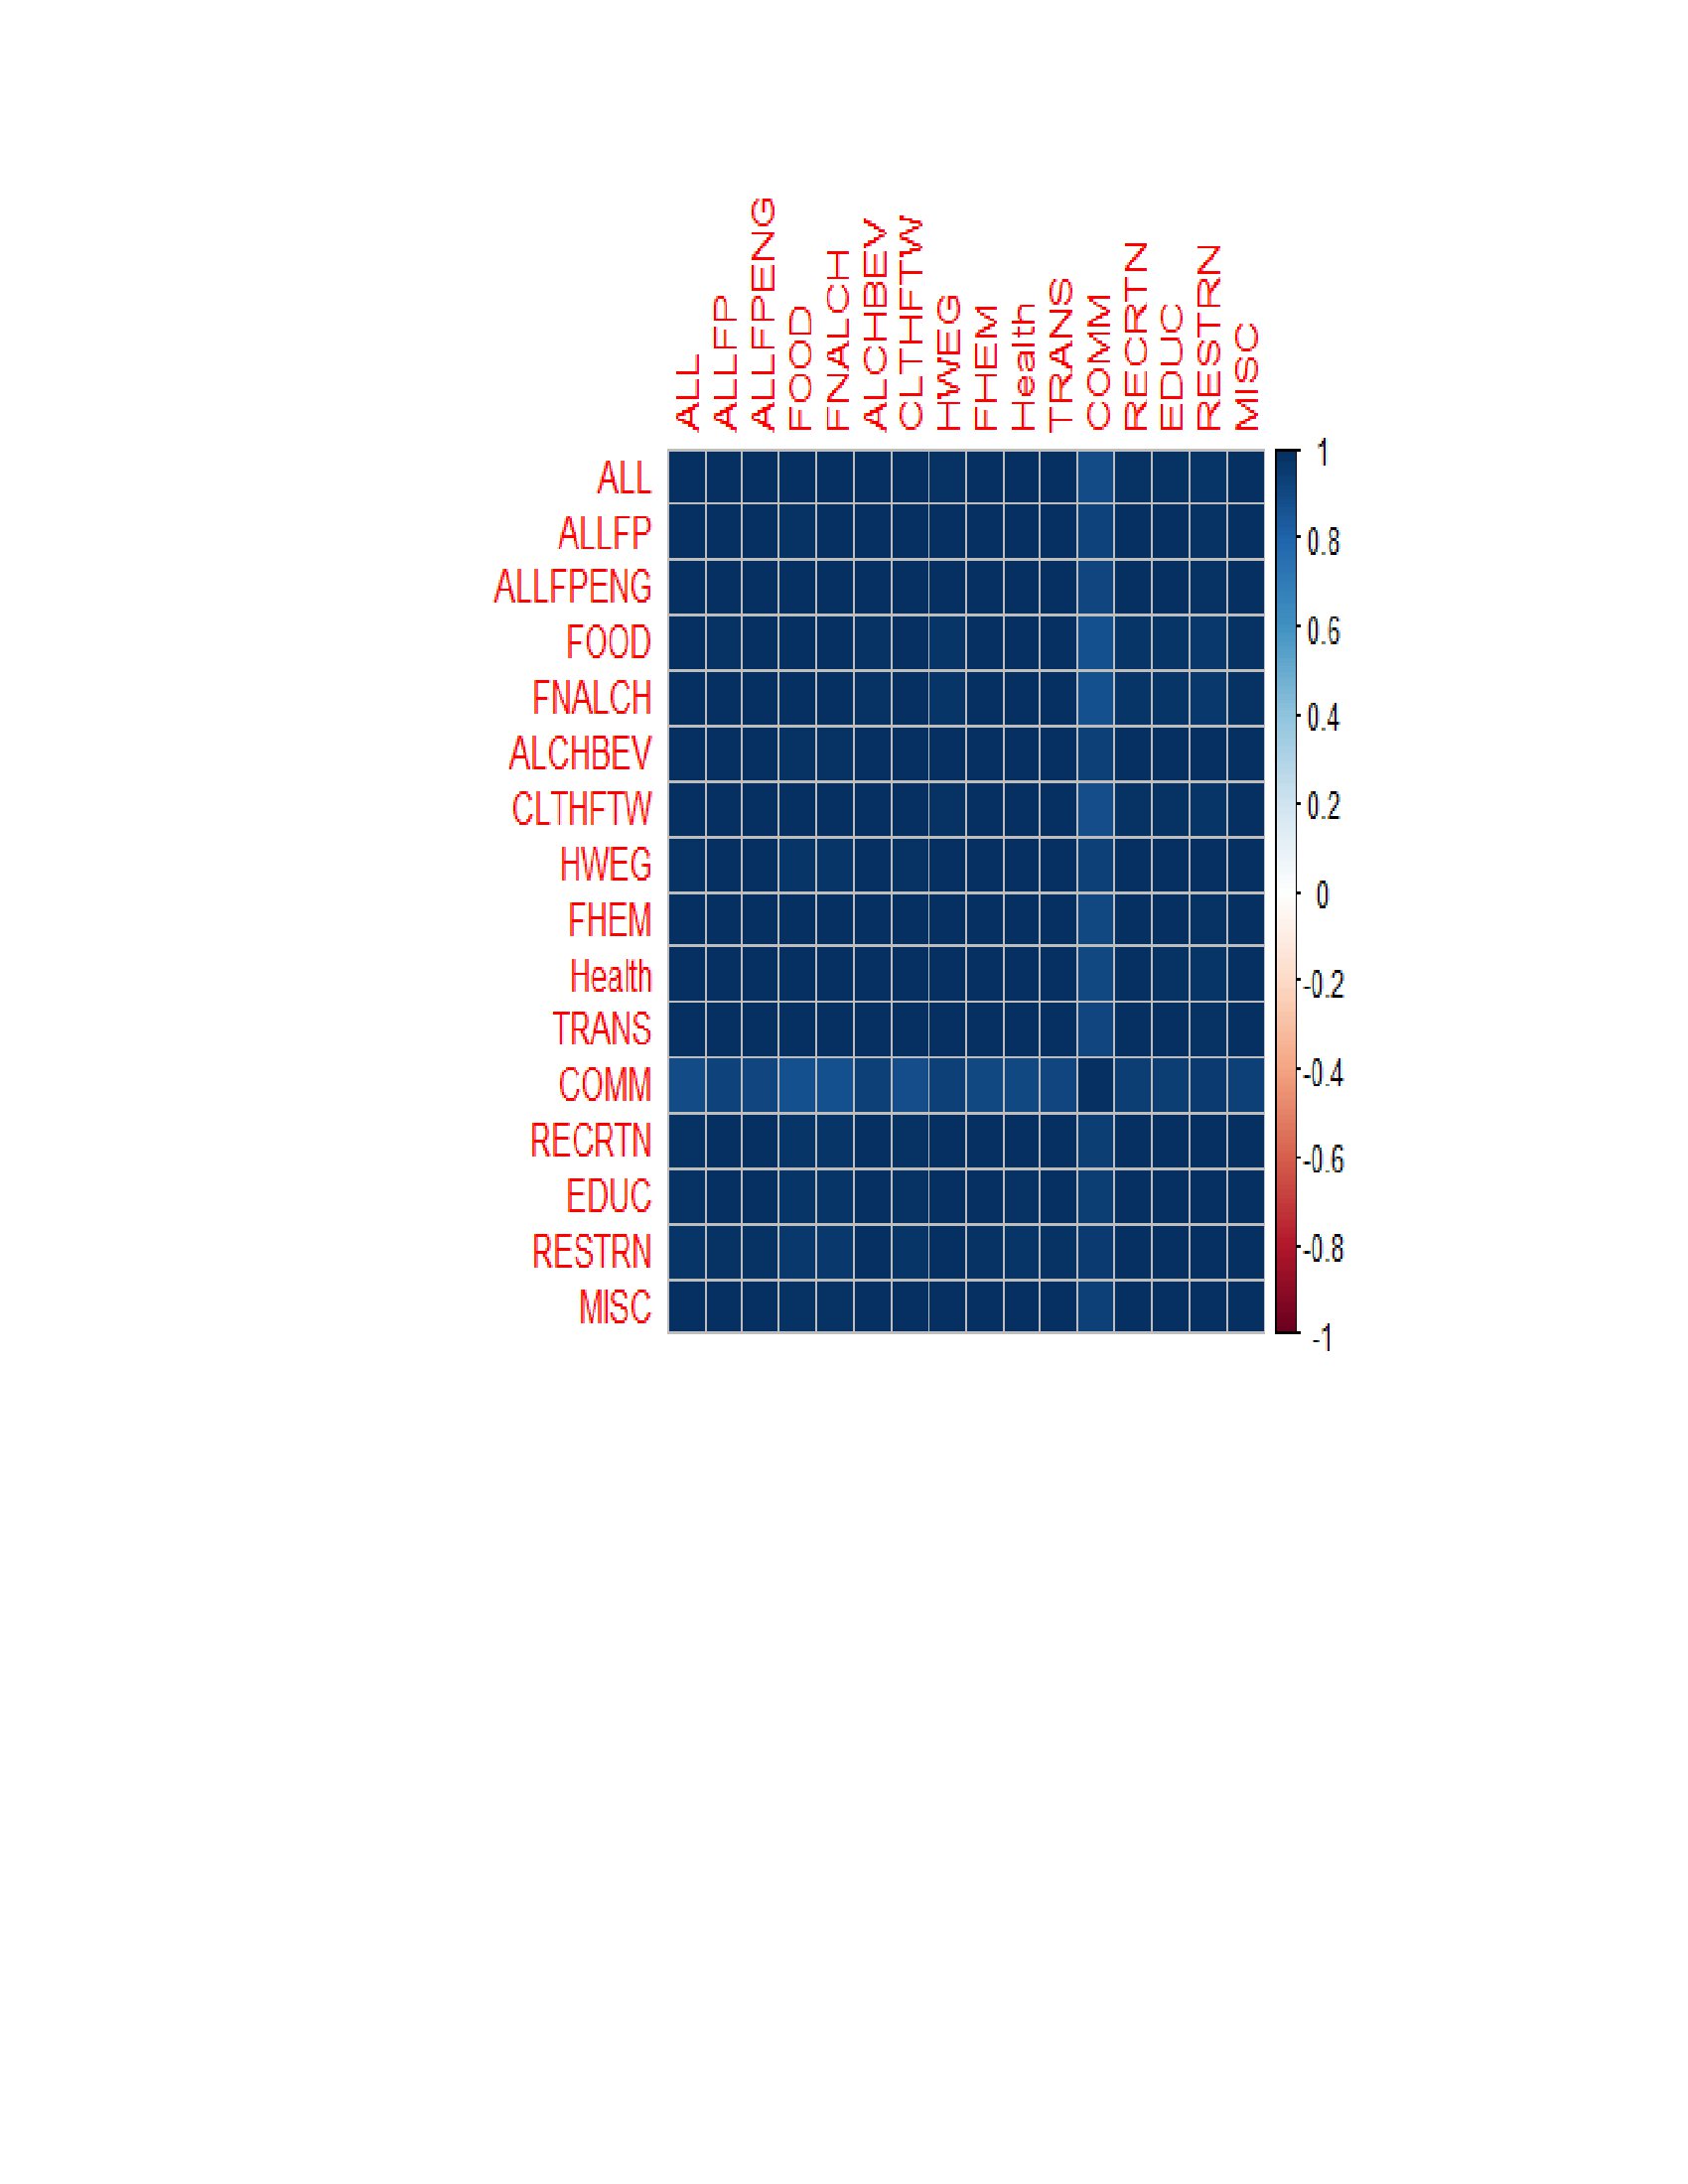 ALL
ALLFP
ALLFPENG
FOOD
FNALCH
ALCHBEV
CLTHFTW
HWEG
FHEM
Health
TRANS
COMM
RECRTN
EDUC
RESTRN
MISC
ALL
ALLFP
ALLFPENG
FOOD
FNALCH
ALCHBEV
CLTHFTW
HWEG
FHEM
Health
TRANS
COMM
RECRTN
EDUC
RESTRN
MISC
1
0.8
0.6
0.4
0.2
0
-0.2
-0.4
-0.6
-0.8
-1